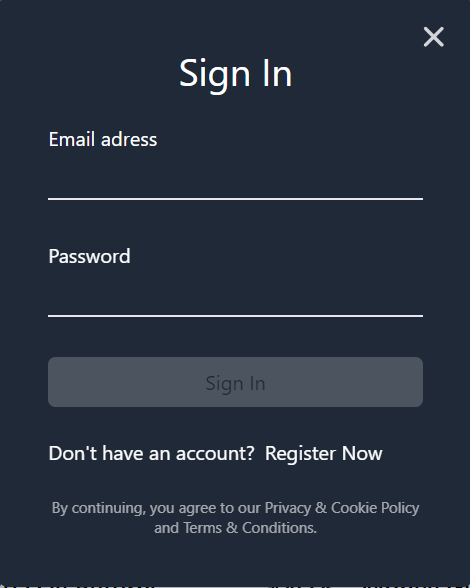 Sign In
Email adress
Password
Sign In
Don't have an account? Register Now
By continuing, you agree to our Privacy & Cookie Policy
and Terms & Conditions.